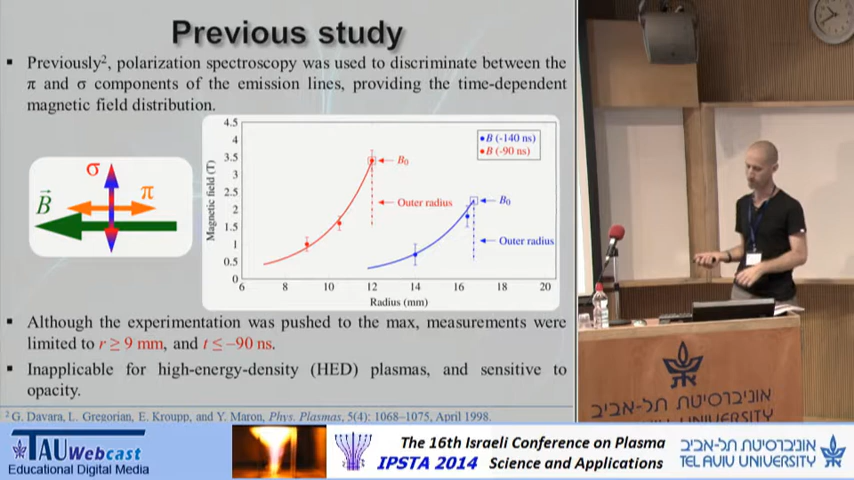 Previous study
▪ Previously², polarization spectroscopy was used to discriminate between the
π and σ components of the emission lines, providing the time-dependent
magnetic field distribution.
σ
π
B
4.5
4
3.5
3
2.5
2
1.5
1
0.5
0
Magnetic field (T)
B (-140 ns)
B (-90 ns)
B₀
Outer radius
B₀
Outer radius
6 8 10 12 14 16 18 20
Radius (mm)
▪ Although the experimentation was pushed to the max, measurements were
limited to r ≥ 9 mm, and t ≤ −90 ns.
▪ Inapplicable for high-energy-density (HED) plasmas, and sensitive to
opacity.
² G. Davara, L. Gregorian, E. Kroupp, and Y. Maron, Phys. Plasmas, 5(4): 1068–1075, April 1998.
אוניברסיטת תל-אביב
UNIVERSITY
TAU Webcast
Educational Digital Media
The 16th Israeli Conference on Plasma
IPSTA 2014 Science and Applications
אוניברסיטת תל-אביב
TEL AVIV UNIVERSITY